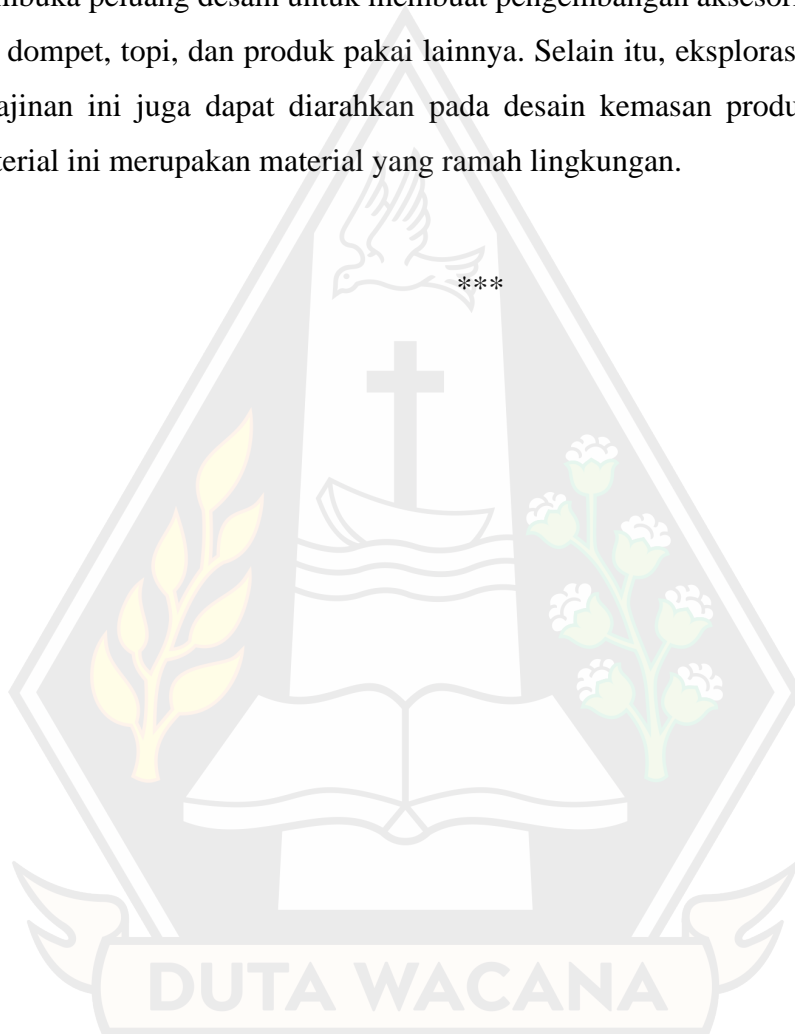 buka peluang desain untuk membuat pengembangan aksesori
dompet, topi, dan produk pakai lainnya. Selain itu, eksploras
ajinan ini juga dapat diarahkan pada desain kemasan produ
terial ini merupakan material yang ramah lingkungan.
***
DUTA WACANA